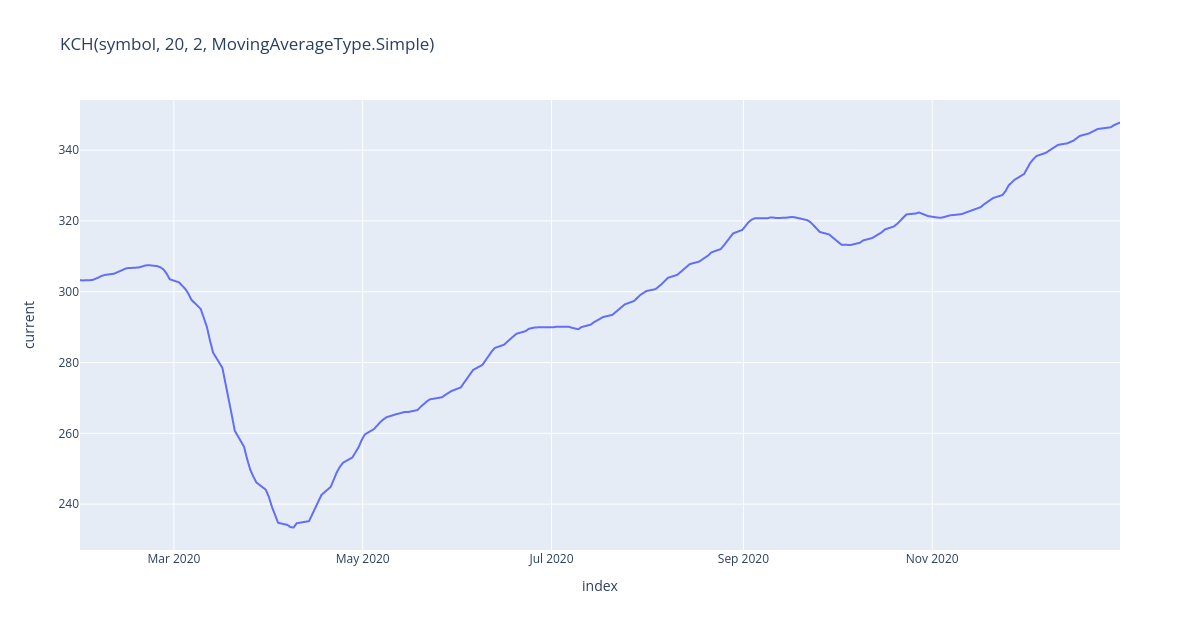 KCH(symbol, 20, 2, MovingAverageType.Simple)
340
320
300
280
260
240
current
Mar 2020
May 2020
Jul 2020
Sep 2020
Nov 2020
index